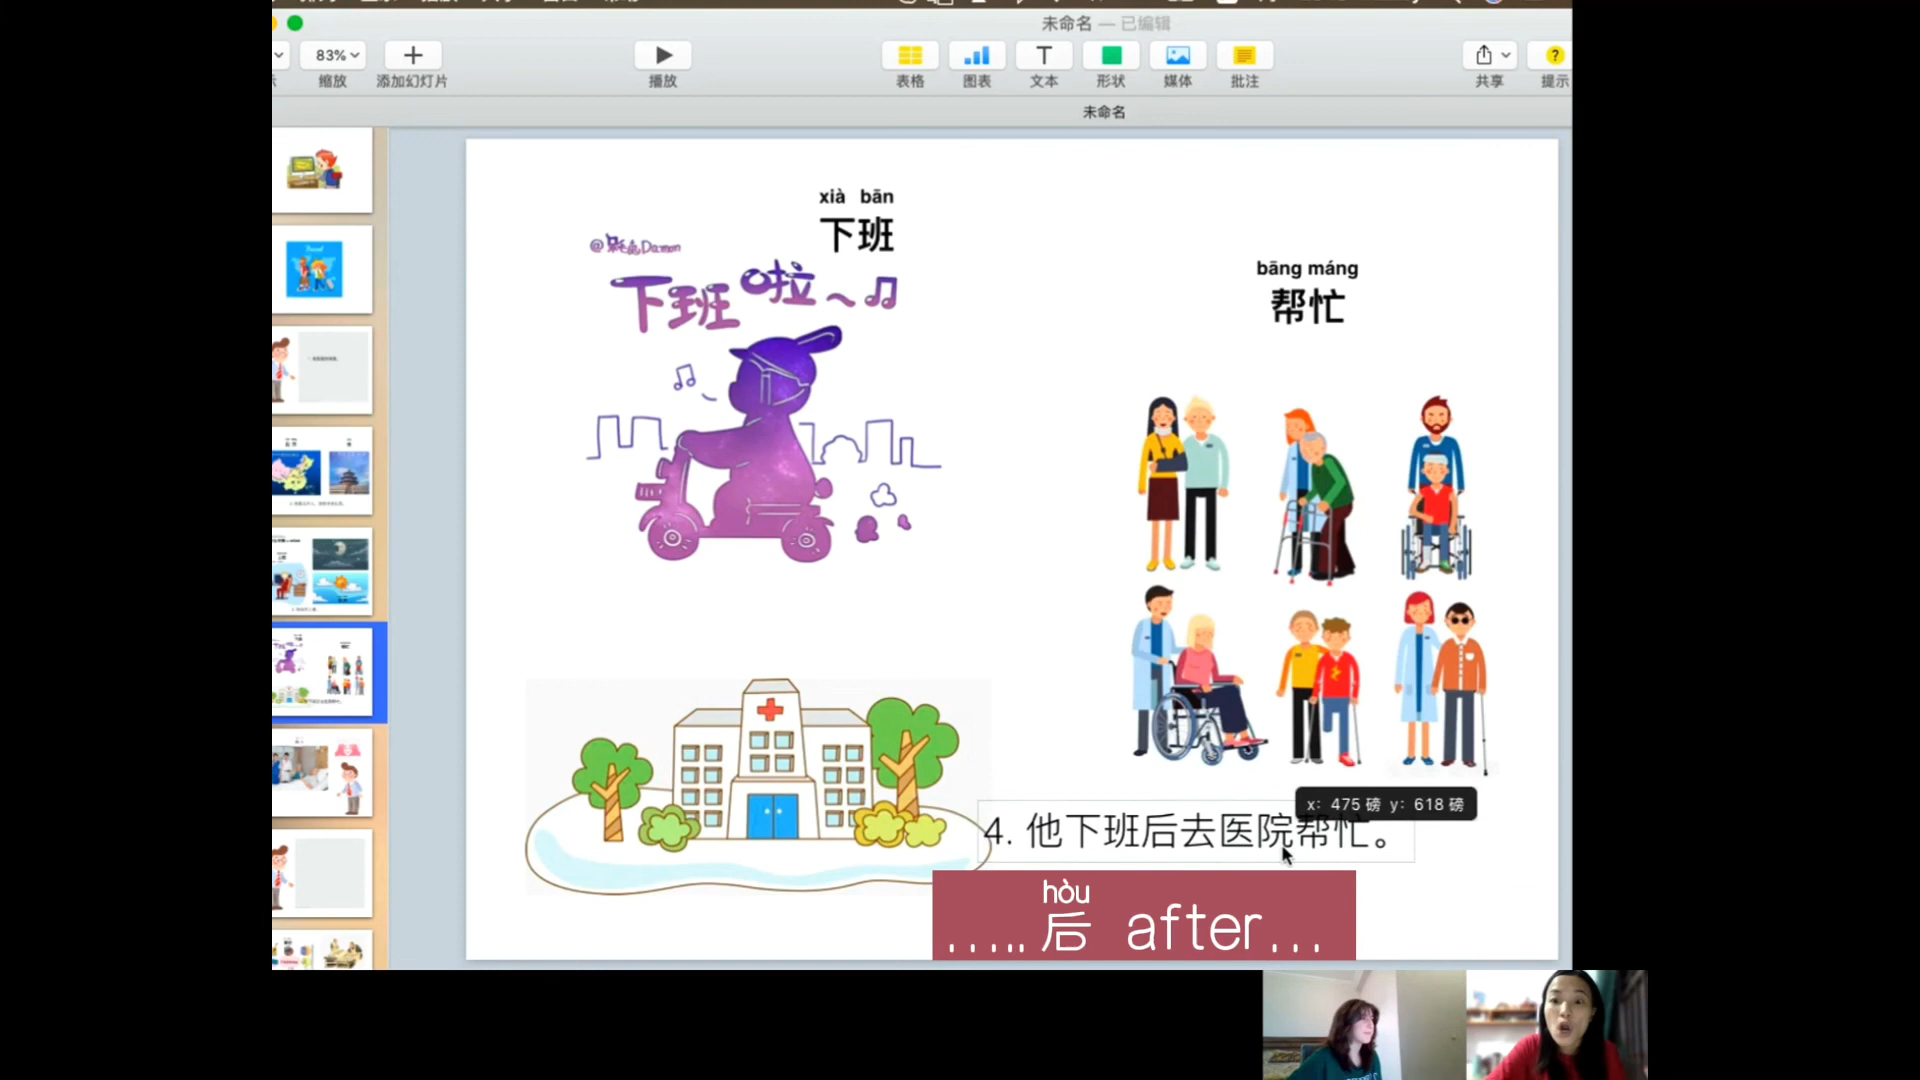 未命名 — 已编辑
83%
缩放
添加幻灯片
播放
表格
图表
文本
形状
媒体
批注
共享
提示
未命名
xià bān
下班
下班啦~
bāng máng
帮忙
x: 475 磅 y: 618 磅
4. 他下班后去医院帮忙。
hòu
.....后 after...